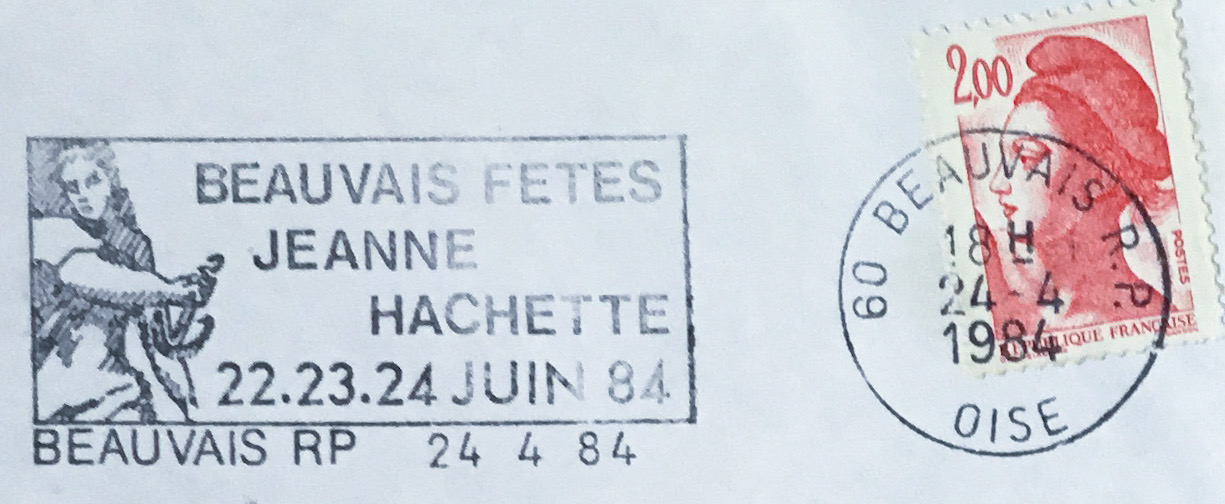 BEAUVAIS FETES
JEANNE
HACHETTE
22.23.24 JUIN 84
BEAUVAIS RP 24 4 84
2,00
POSTES
REPUBLIQUE FRANÇAISE
60 BEAUVAIS R.P.
18H
24-4
1984
OISE